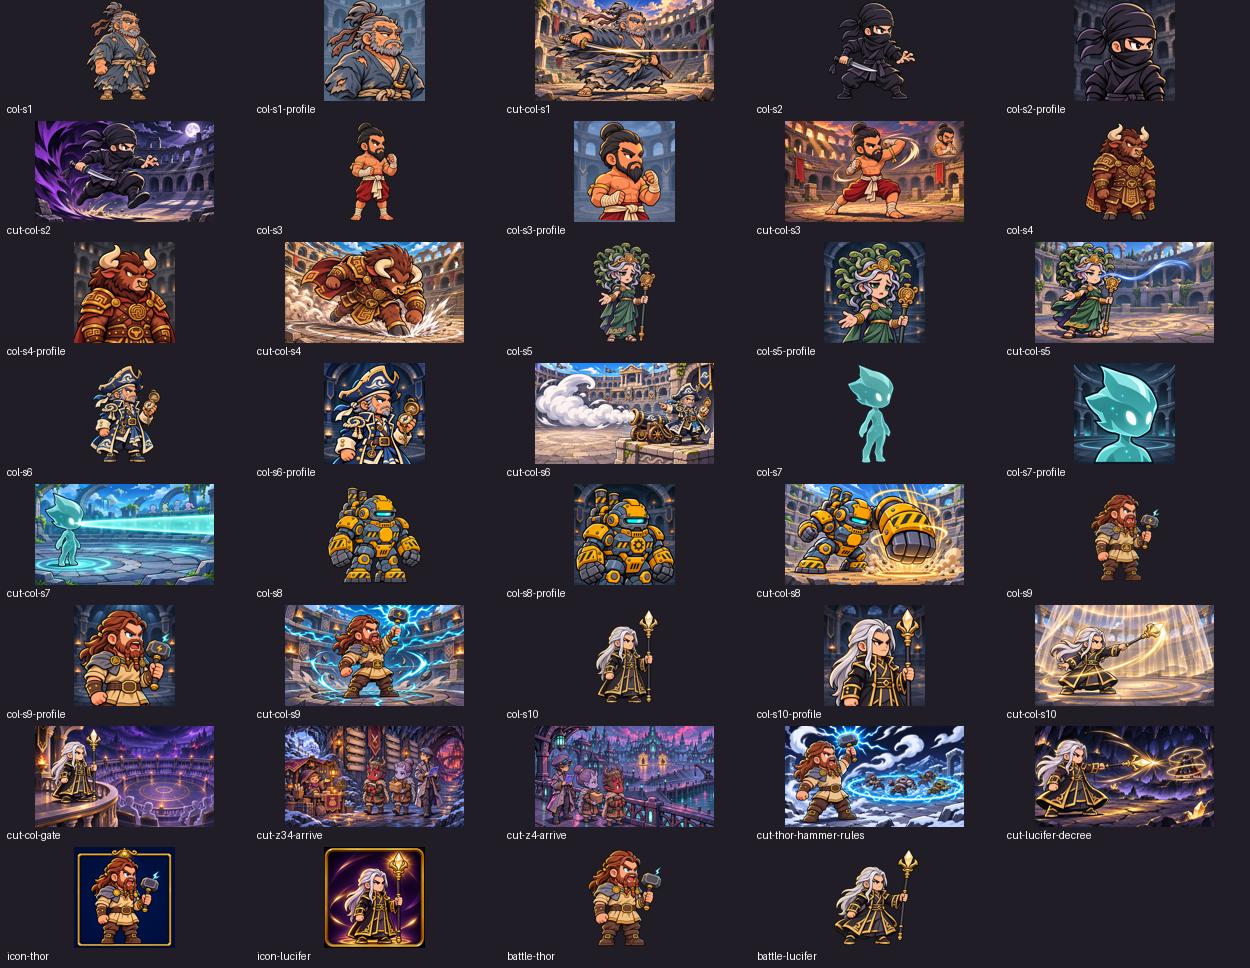 col-s1
col-s1-profile
cut-col-s1
col-s2
col-s2-profile
cut-col-s2
col-s3
col-s3-profile
cut-col-s3
col-s4
col-s4-profile
cut-col-s4
col-s5
col-s5-profile
cut-col-s5
col-s6
col-s6-profile
cut-col-s6
col-s7
col-s7-profile
cut-col-s7
col-s8
col-s8-profile
cut-col-s8
col-s9
col-s9-profile
cut-col-s9
col-s10
col-s10-profile
cut-col-s10
cut-col-gate
cut-z34-arrive
cut-z4-arrive
cut-thor-hammer-rules
cut-lucifer-decree
icon-thor
icon-lucifer
battle-thor
battle-lucifer